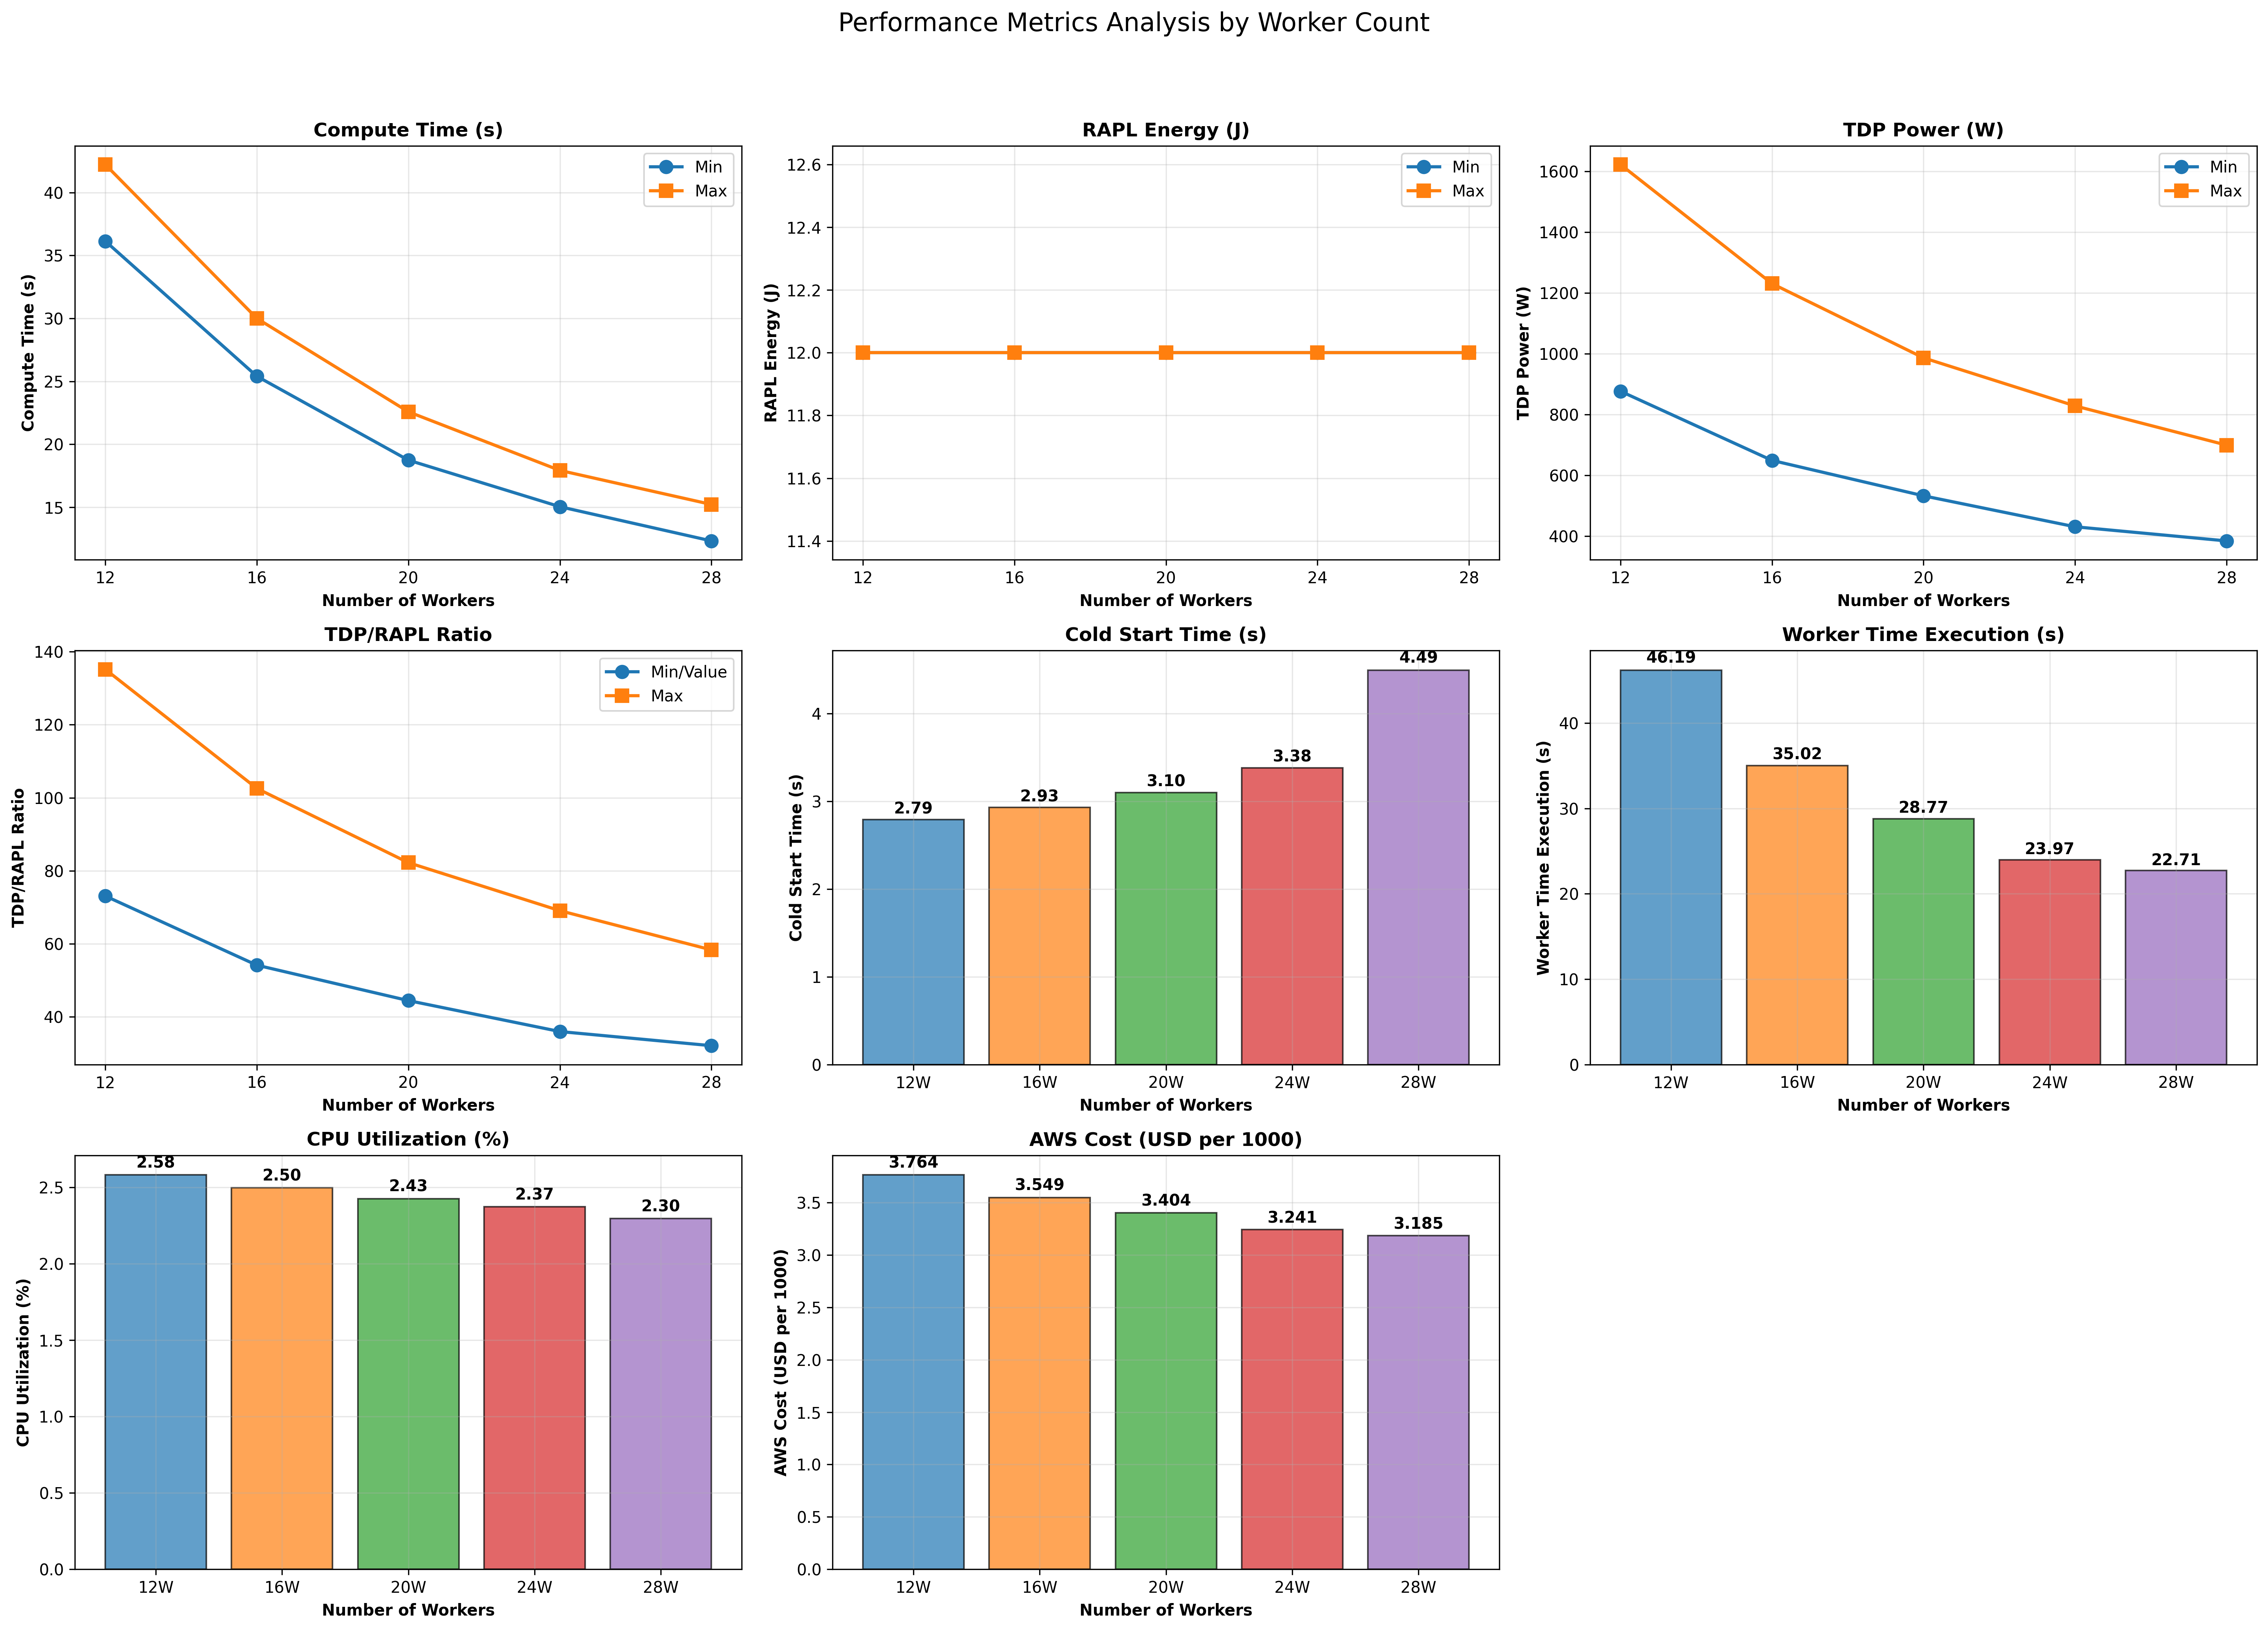 Performance Metrics Analysis by Worker Count
Compute Time (s)
Compute Time (s)
40
35
30
25
20
15
Min
Max
12 16 20 24 28
Number of Workers
RAPL Energy (J)
RAPL Energy (J)
12.6
12.4
12.2
12.0
11.8
11.6
11.4
Min
Max
12 16 20 24 28
Number of Workers
TDP Power (W)
TDP Power (W)
1600
1400
1200
1000
800
600
400
Min
Max
12 16 20 24 28
Number of Workers
TDP/RAPL Ratio
TDP/RAPL Ratio
140
120
100
80
60
40
Min/Value
Max
12 16 20 24 28
Number of Workers
Cold Start Time (s)
Cold Start Time (s)
4
3
2
1
0
2.79 2.93 3.10 3.38 4.49
12W 16W 20W 24W 28W
Number of Workers
Worker Time Execution (s)
Worker Time Execution (s)
40
30
20
10
0
46.19 35.02 28.77 23.97 22.71
12W 16W 20W 24W 28W
Number of Workers
CPU Utilization (%)
CPU Utilization (%)
2.5
2.0
1.5
1.0
0.5
0.0
2.58 2.50 2.43 2.37 2.30
12W 16W 20W 24W 28W
Number of Workers
AWS Cost (USD per 1000)
AWS Cost (USD per 1000)
3.5
3.0
2.5
2.0
1.5
1.0
0.5
0.0
3.764 3.549 3.404 3.241 3.185
12W 16W 20W 24W 28W
Number of Workers